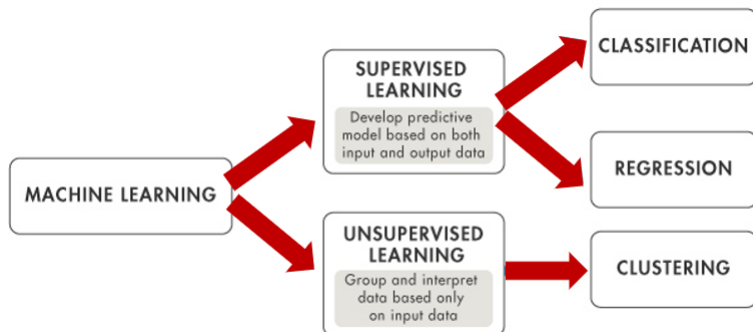 MACHINE LEARNING
SUPERVISED
LEARNING
Develop predictive
model based on both
input and output data
UNSUPERVISED
LEARNING
Group and interpret
data based only
on input data
CLASSIFICATION
REGRESSION
CLUSTERING